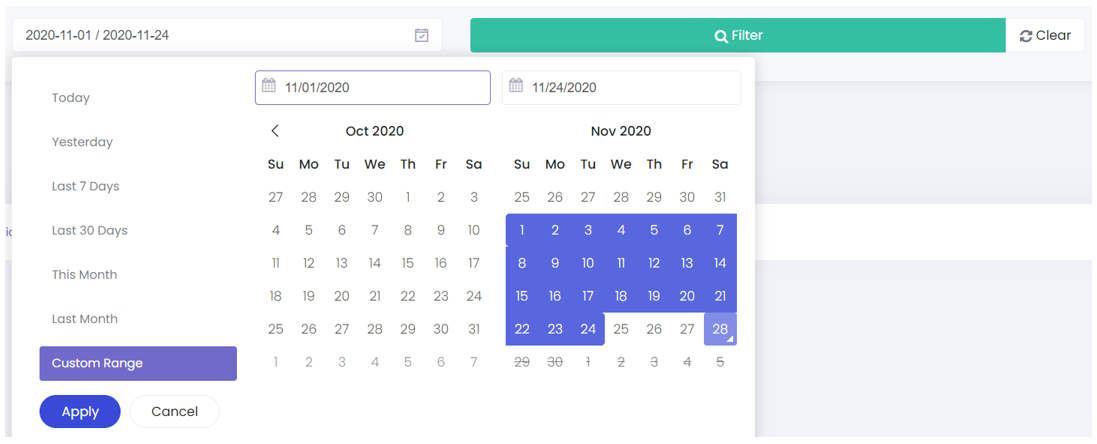 2020-11-01 / 2020-11-24
Filter
Clear
11/01/2020
11/24/2020
Today
Yesterday
Last 7 Days
Last 30 Days
This Month
Last Month
Custom Range
Oct 2020
Su Mo Tu We Th Fr Sa
27 28 29 30 1 2 3
4 5 6 7 8 9 10
11 12 13 14 15 16 17
18 19 20 21 22 23 24
25 26 27 28 29 30 31
1 2 3 4 5 6 7
Nov 2020
Su Mo Tu We Th Fr Sa
25 26 27 28 29 30 31
1 2 3 4 5 6 7
8 9 10 11 12 13 14
15 16 17 18 19 20 21
22 23 24 25 26 27 28
29 30 1 2 3 4 5
Apply
Cancel